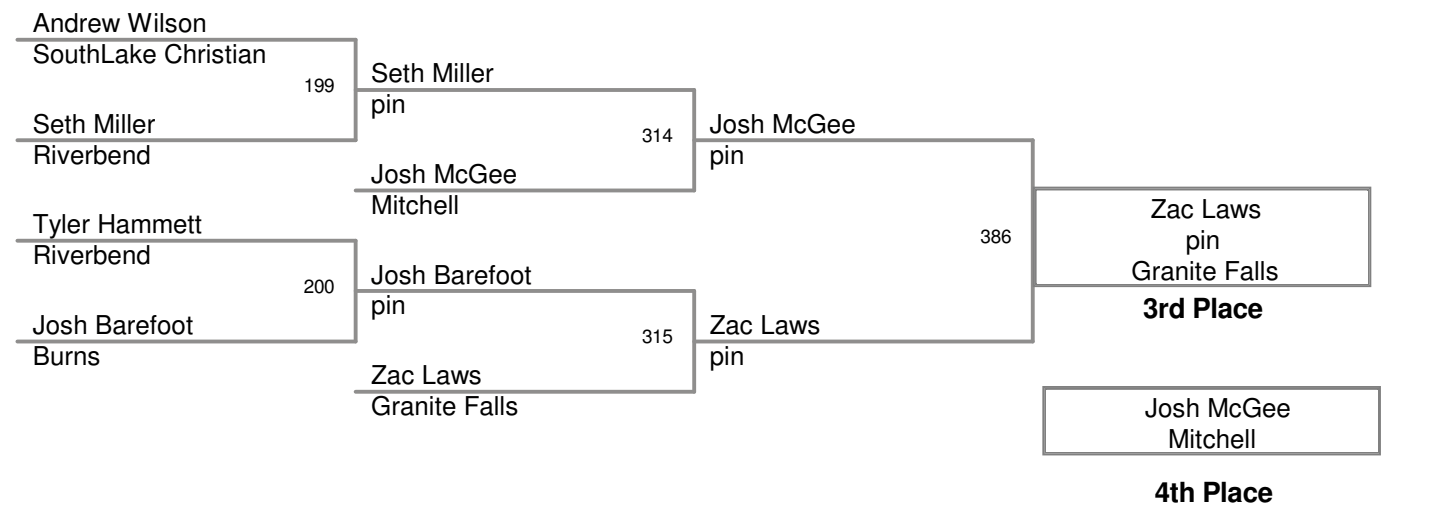 Andrew Wilson
SouthLake Christian
199
Seth Miller
Riverbend
Tyler Hammett
Riverbend
200
Josh Barefoot
Burns
Seth Miller
pin
314
Josh McGee
Mitchell
Josh Barefoot
pin
315
Zac Laws
Granite Falls
Josh McGee
pin
386
Zac Laws
pin
Zac Laws
pin
Granite Falls
3rd Place
Josh McGee
Mitchell
4th Place